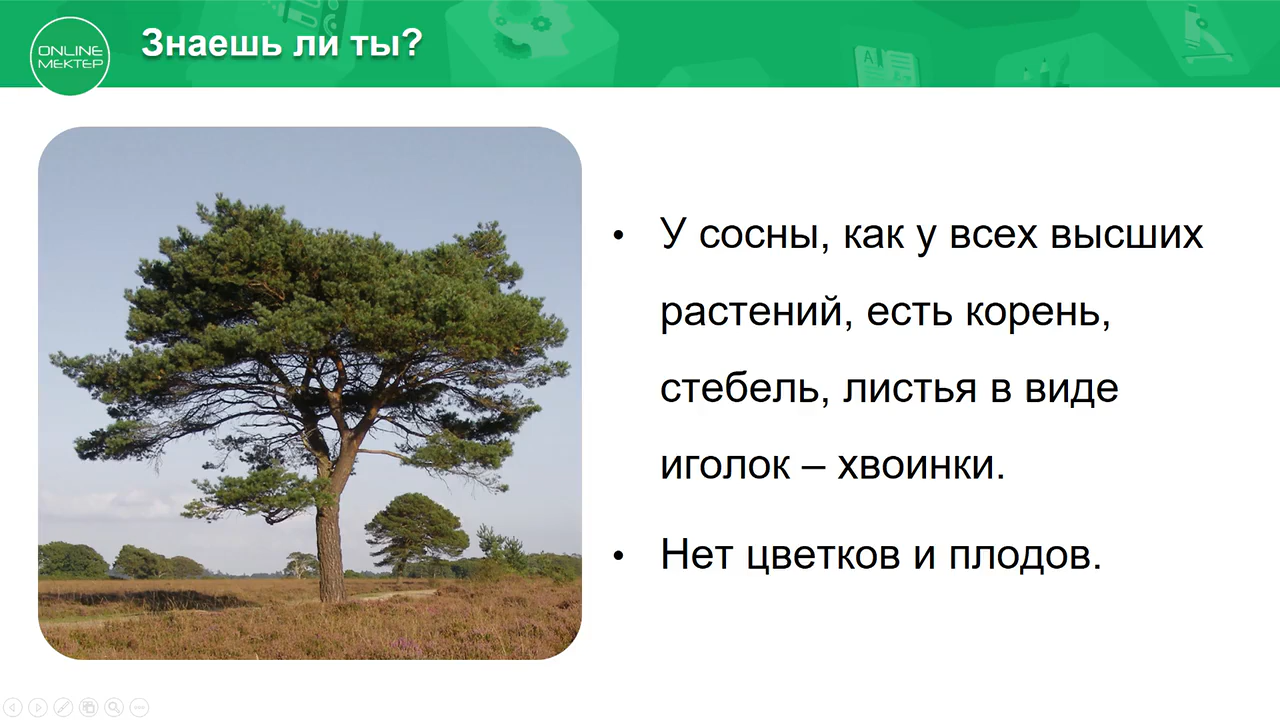 ONLINE
МЕКТЕР
Знаешь ли ты?
• У сосны, как у всех высших
растений, есть корень,
стебель, листья в виде
иголок – хвоинки.
• Нет цветков и плодов.